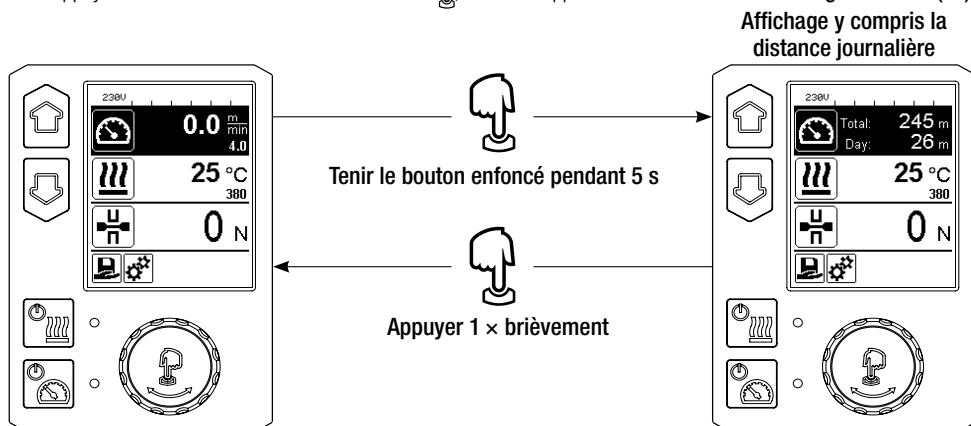 Affichage y compris la
distance journalière
230V
0.0 m/min
4.0
25 °C
380
0 N
Tenir le bouton enfoncé pendant 5 s
Appuyer 1 × brièvement
230V
Total: 245 m
Day: 26 m
25 °C
380
0 N